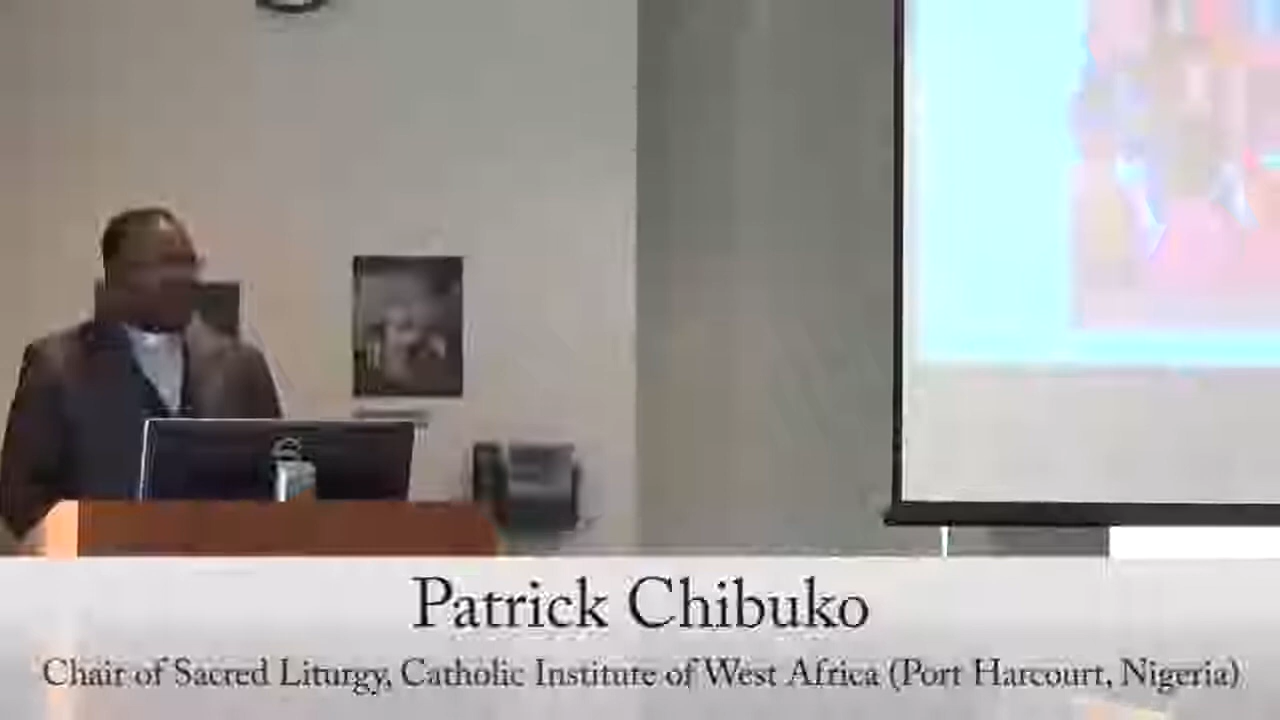 Patrick Chibuko
Chair of Sacred Liturgy, Catholic Institute of West Africa (Port Harcourt, Nigeria)